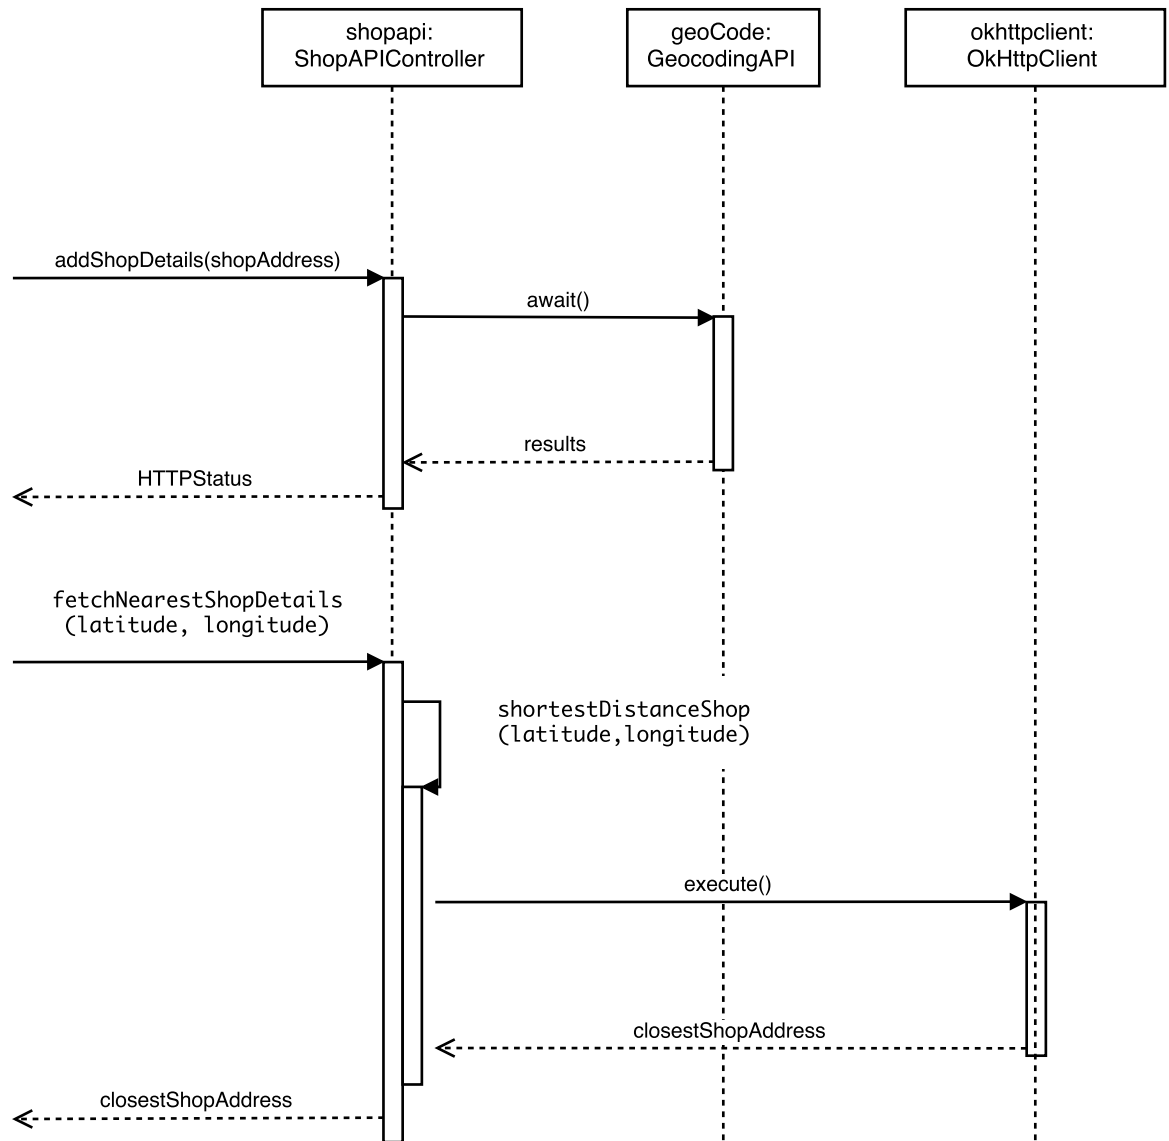 shopapi:
ShopAPIController
geoCode:
GeocodingAPI
okhttpclient:
OkHttpClient
addShopDetails(shopAddress)
await()
results
HTTPStatus
fetchNearestShopDetails
(latitude, longitude)
shortestDistanceShop
(latitude,longitude)
execute()
closestShopAddress
closestShopAddress